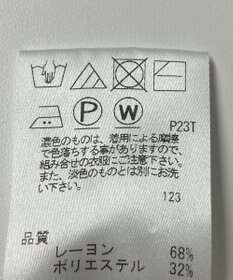 P W
P23T
濃色のものは、着用による摩擦
で色落ちする事がありますので、
組み合せの衣服にご注意下さい。
また、淡色のものとは別にお洗
い下さい。
123
品質
レーヨン 68%
ポリエステル 32%